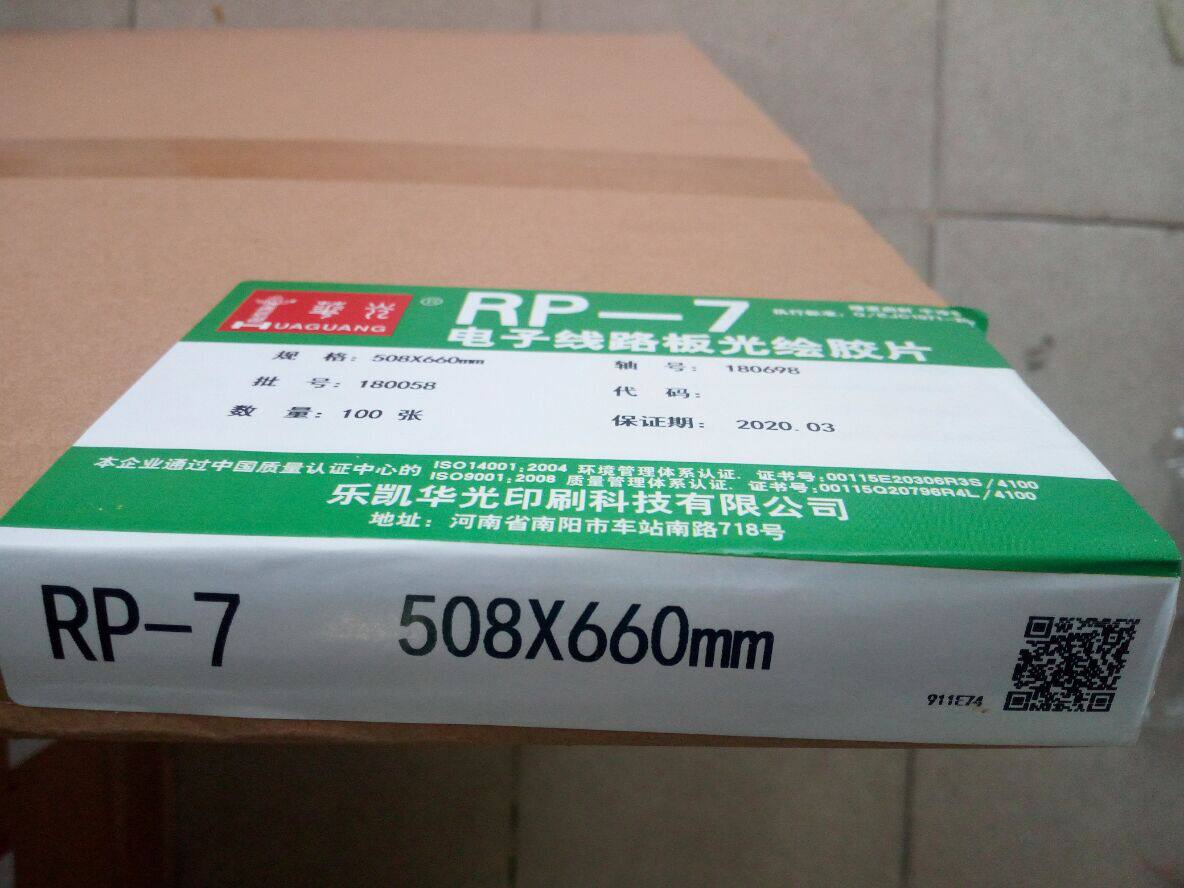 华光
HUAGUANG
®
RP-7
电子线路板光绘胶片
规 格: 508X660mm
轴 号: 180698
批 号: 180058
代 码:
数 量: 100 张
保证期: 2020.03
本企业通过中国质量认证中心的
ISO14001:2004 环境管理体系认证. 证书号:00115E20306R3S/4100
ISO9001:2008 质量管理体系认证. 证书号:00115Q20796R4L/4100
乐凯华光印刷科技有限公司
地址: 河南省南阳市车站南路718号
RP-7 508X660mm
911E74